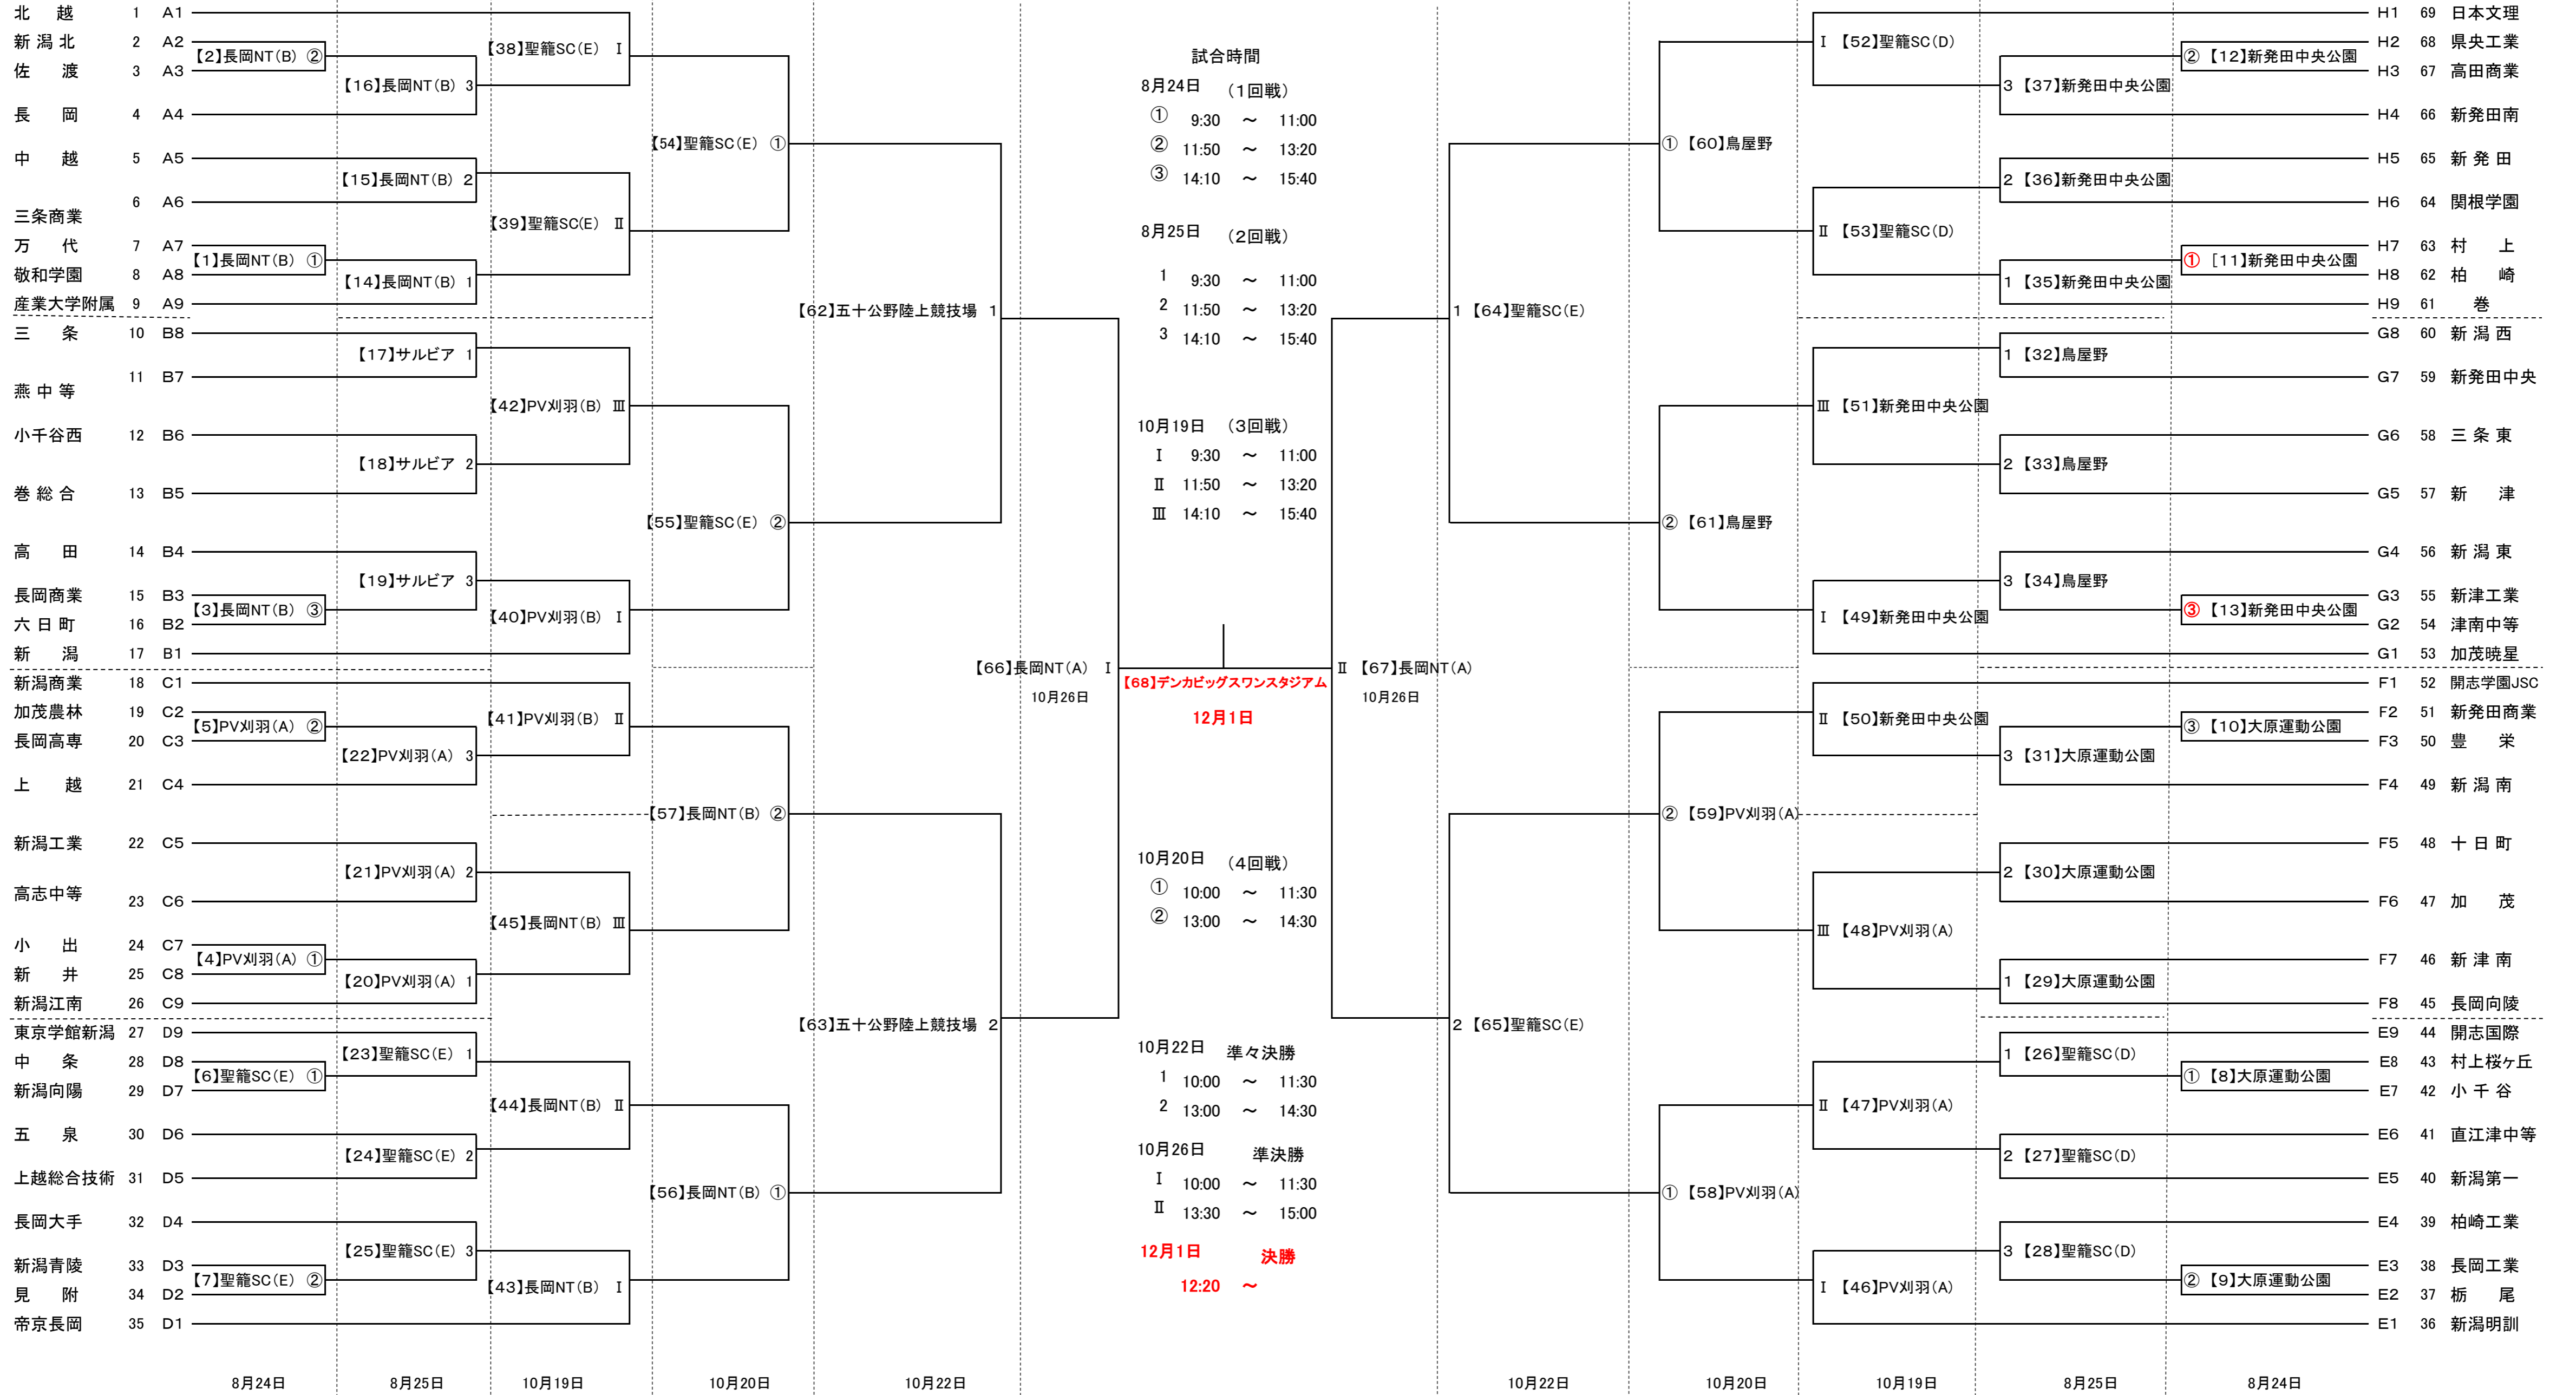 北 越 1 A1
新 潟 北 2 A2
【2】長岡NT(B) ②
佐 渡 3 A3
【38】聖籠SC(E) Ⅰ
【16】長岡NT(B) 3
長 岡 4 A4
【54】聖籠SC(E) ①
中 越 5 A5
【15】長岡NT(B) 2
6 A6
三条商業
【39】聖籠SC(E) Ⅱ
万 代 7 A7
【1】長岡NT(B) ①
敬和学園 8 A8
【14】長岡NT(B) 1
産業大学附属 9 A9
【62】五十公野陸上競技場 1
三 条 10 B8
【17】サルビア 1
11 B7
燕 中 等
【42】PV刈羽(B) Ⅲ
小千谷西 12 B6
【18】サルビア 2
巻 総 合 13 B5
【55】聖籠SC(E) ②
高 田 14 B4
【19】サルビア 3
長岡商業 15 B3
【3】長岡NT(B) ③
六 日 町 16 B2
【40】PV刈羽(B) Ⅰ
新 潟 17 B1
【66】長岡NT(A) Ⅰ
10月26日
新潟商業 18 C1
加茂農林 19 C2
【5】PV刈羽(A) ②
長岡高専 20 C3
【41】PV刈羽(B) Ⅱ
【22】PV刈羽(A) 3
上 越 21 C4
【57】長岡NT(B) ②
新潟工業 22 C5
【21】PV刈羽(A) 2
高志中等
23 C6
【45】長岡NT(B) Ⅲ
小 出 24 C7
【4】PV刈羽(A) ①
新 井 25 C8
【20】PV刈羽(A) 1
新潟江南 26 C9
【63】五十公野陸上競技場 2
東京学館新潟 27 D9
【23】聖籠SC(E) 1
中 条 28 D8
【6】聖籠SC(E) ①
新潟向陽 29 D7
【44】長岡NT(B) Ⅱ
五 泉 30 D6
【24】聖籠SC(E) 2
上越総合技術 31 D5
【56】長岡NT(B) ①
長岡大手 32 D4
【25】聖籠SC(E) 3
新潟青陵 33 D3
【7】聖籠SC(E) ②
見 附 34 D2
【43】長岡NT(B) Ⅰ
帝京長岡 35 D1
8月24日 8月25日 10月19日 10月20日 10月22日
試合時間
8月24日 (1回戦)
① 9:30 ～ 11:00
② 11:50 ～ 13:20
③ 14:10 ～ 15:40
8月25日 (2回戦)
1 9:30 ～ 11:00
2 11:50 ～ 13:20
3 14:10 ～ 15:40
10月19日 (3回戦)
Ⅰ 9:30 ～ 11:00
Ⅱ 11:50 ～ 13:20
Ⅲ 14:10 ～ 15:40
【68】デンカビッグスワンスタジアム
12月1日
10月20日 (4回戦)
① 10:00 ～ 11:30
② 13:00 ～ 14:30
10月22日 準々決勝
1 10:00 ～ 11:30
2 13:00 ～ 14:30
10月26日 準決勝
Ⅰ 10:00 ～ 11:30
Ⅱ 13:30 ～ 15:00
12月1日 決勝
12:20 ～
H1 69 日本文理
Ⅰ 【52】聖籠SC(D)
H2 68 県央工業
② 【12】新発田中央公園
H3 67 高田商業
3 【37】新発田中央公園
H4 66 新発田南
① 【60】鳥屋野
H5 65 新 発 田
2 【36】新発田中央公園
H6 64 関根学園
Ⅱ 【53】聖籠SC(D)
H7 63 村 上
① [11]新発田中央公園
H8 62 柏 崎
1 【35】新発田中央公園
H9 61 巻
1 【64】聖籠SC(E)
G8 60 新 潟 西
1 【32】鳥屋野
G7 59 新発田中央
Ⅲ 【51】新発田中央公園
G6 58 三 条 東
2 【33】鳥屋野
G5 57 新 津
② 【61】鳥屋野
G4 56 新 潟 東
3 【34】鳥屋野
G3 55 新津工業
③ 【13】新発田中央公園
G2 54 津南中等
Ⅰ 【49】新発田中央公園
G1 53 加茂暁星
Ⅱ 【67】長岡NT(A)
10月26日
F1 52 開志学園JSC
Ⅱ 【50】新発田中央公園
F2 51 新発田商業
③ 【10】大原運動公園
F3 50 豊 栄
3 【31】大原運動公園
F4 49 新 潟 南
② 【59】PV刈羽(A)
F5 48 十 日 町
2 【30】大原運動公園
F6 47 加 茂
Ⅲ 【48】PV刈羽(A)
F7 46 新 津 南
1 【29】大原運動公園
F8 45 長岡向陵
2 【65】聖籠SC(E)
E9 44 開志国際
1 【26】聖籠SC(D)
E8 43 村上桜ヶ丘
① 【8】大原運動公園
E7 42 小 千 谷
Ⅱ 【47】PV刈羽(A)
E6 41 直江津中等
2 【27】聖籠SC(D)
E5 40 新潟第一
① 【58】PV刈羽(A)
E4 39 柏崎工業
3 【28】聖籠SC(D)
E3 38 長岡工業
② 【9】大原運動公園
E2 37 栃 尾
Ⅰ 【46】PV刈羽(A)
E1 36 新潟明訓
10月22日 10月20日 10月19日 8月25日 8月24日